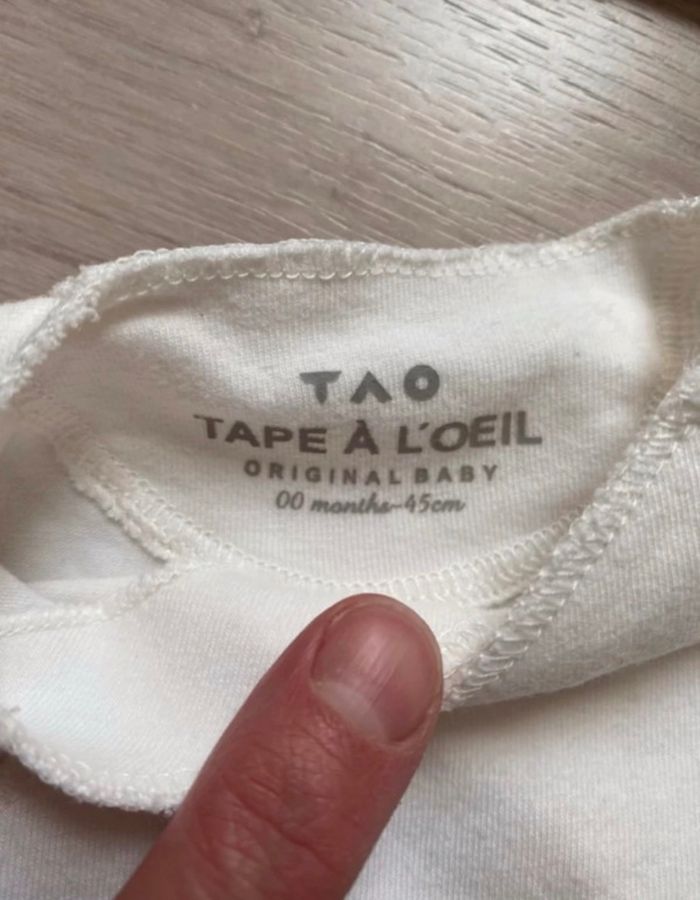 TAO
TAPE À L'OEIL
ORIGINAL BABY
00 months-45cm